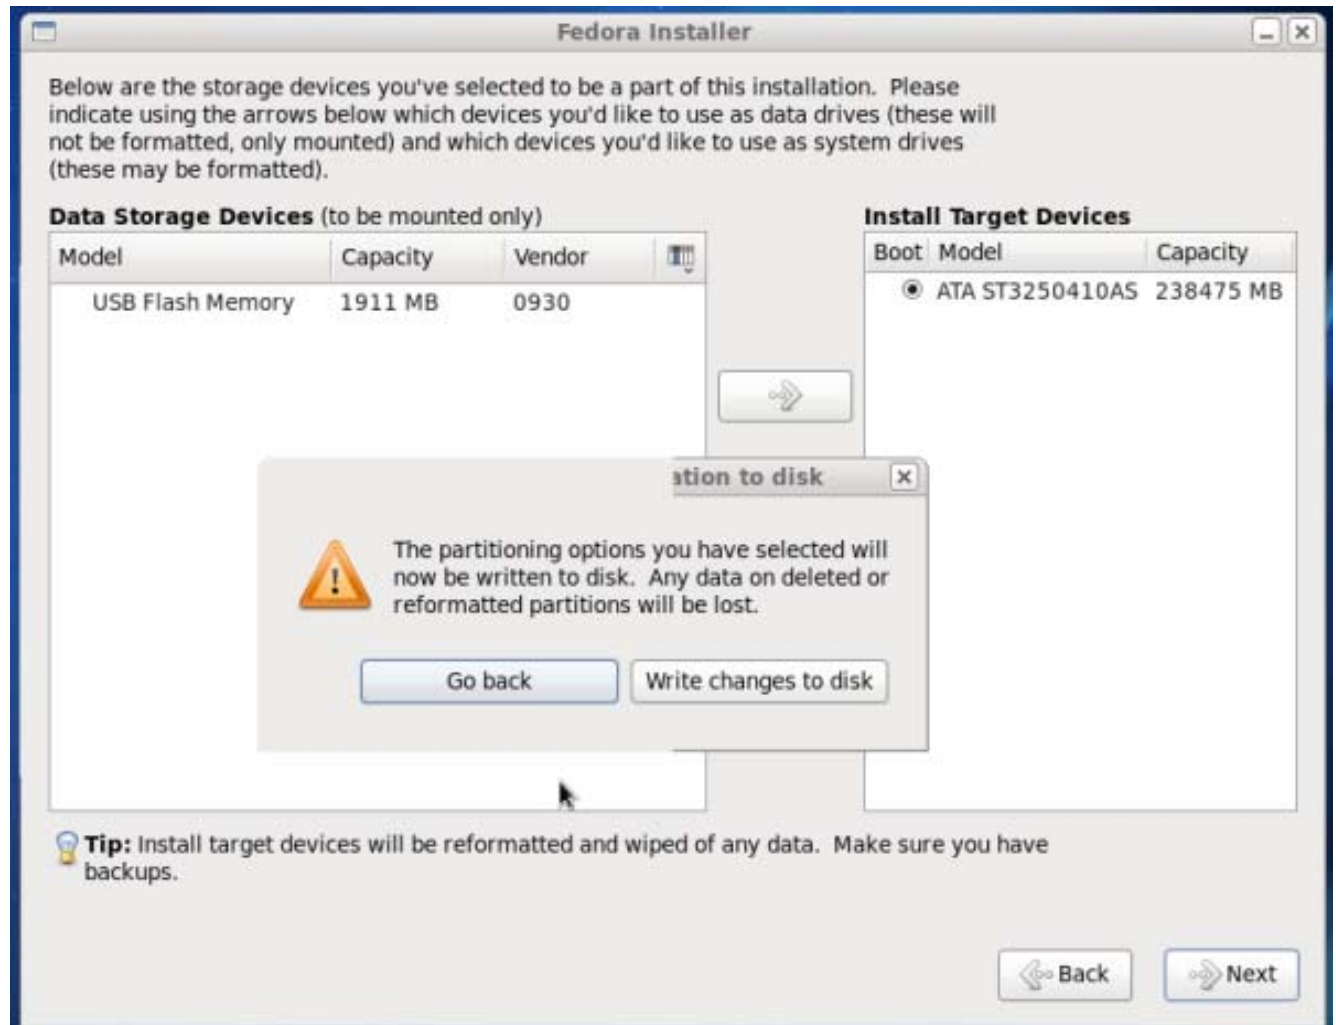 Fedora Installer
Below are the storage devices you've selected to be a part of this installation.  Please
indicate using the arrows below which devices you'd like to use as data drives (these will
not be formatted, only mounted) and which devices you'd like to use as system drives
(these may be formatted).
Data Storage Devices (to be mounted only)
Model Capacity Vendor
USB Flash Memory 1911 MB 0930
Install Target Devices
Boot Model Capacity
ATA ST3250410AS 238475 MB
to disk
The partitioning options you have selected will
now be written to disk.  Any data on deleted or
reformatted partitions will be lost.
Go back Write changes to disk
Tip: Install target devices will be reformatted and wiped of any data.  Make sure you have
backups.
Back Next